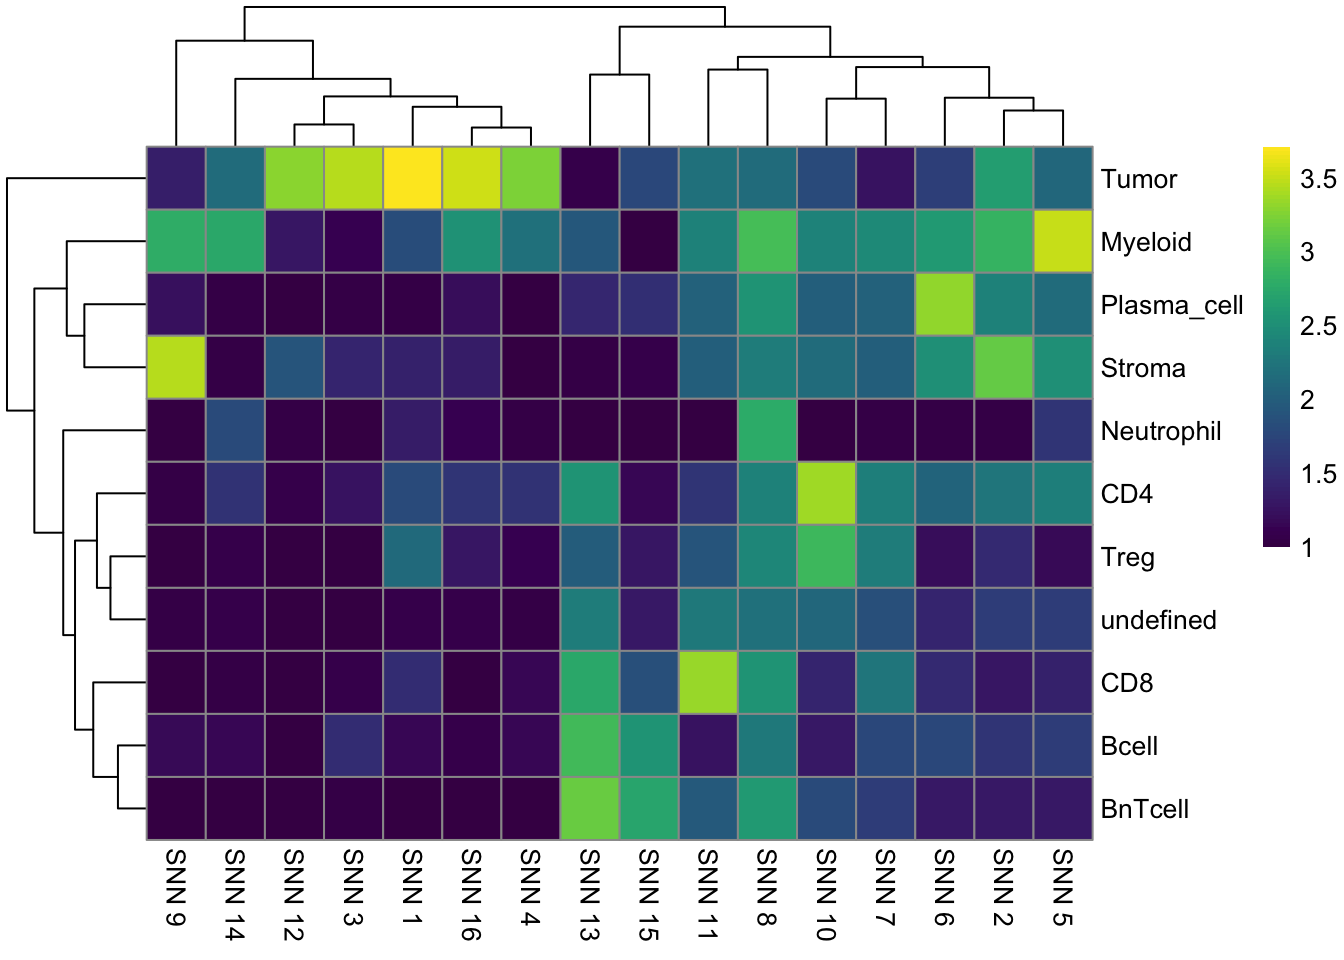 Tumor
Myeloid
Plasma_cell
Stroma
Neutrophil
CD4
Treg
undefined
CD8
Bcell
BnTcell
3.5
3
2.5
2
1.5
1
SNN 9
SNN 14
SNN 12
SNN 3
SNN 1
SNN 16
SNN 4
SNN 13
SNN 15
SNN 11
SNN 8
SNN 10
SNN 7
SNN 6
SNN 2
SNN 5